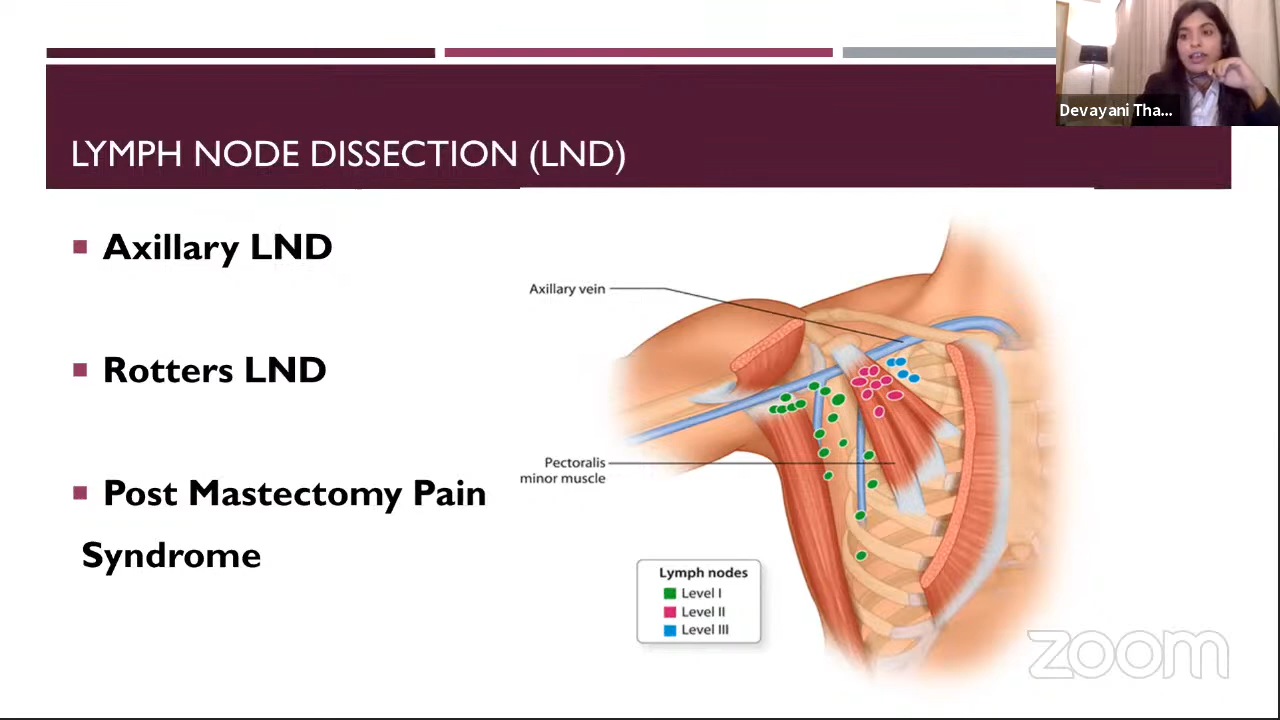 Devayani Tha...
LYMPH NODE DISSECTION (LND)
Axillary LND
Rotters LND
Post Mastectomy Pain
Syndrome
Axillary vein
Pectoralis
minor muscle
Lymph nodes
Level I
Level II
Level III
zoom